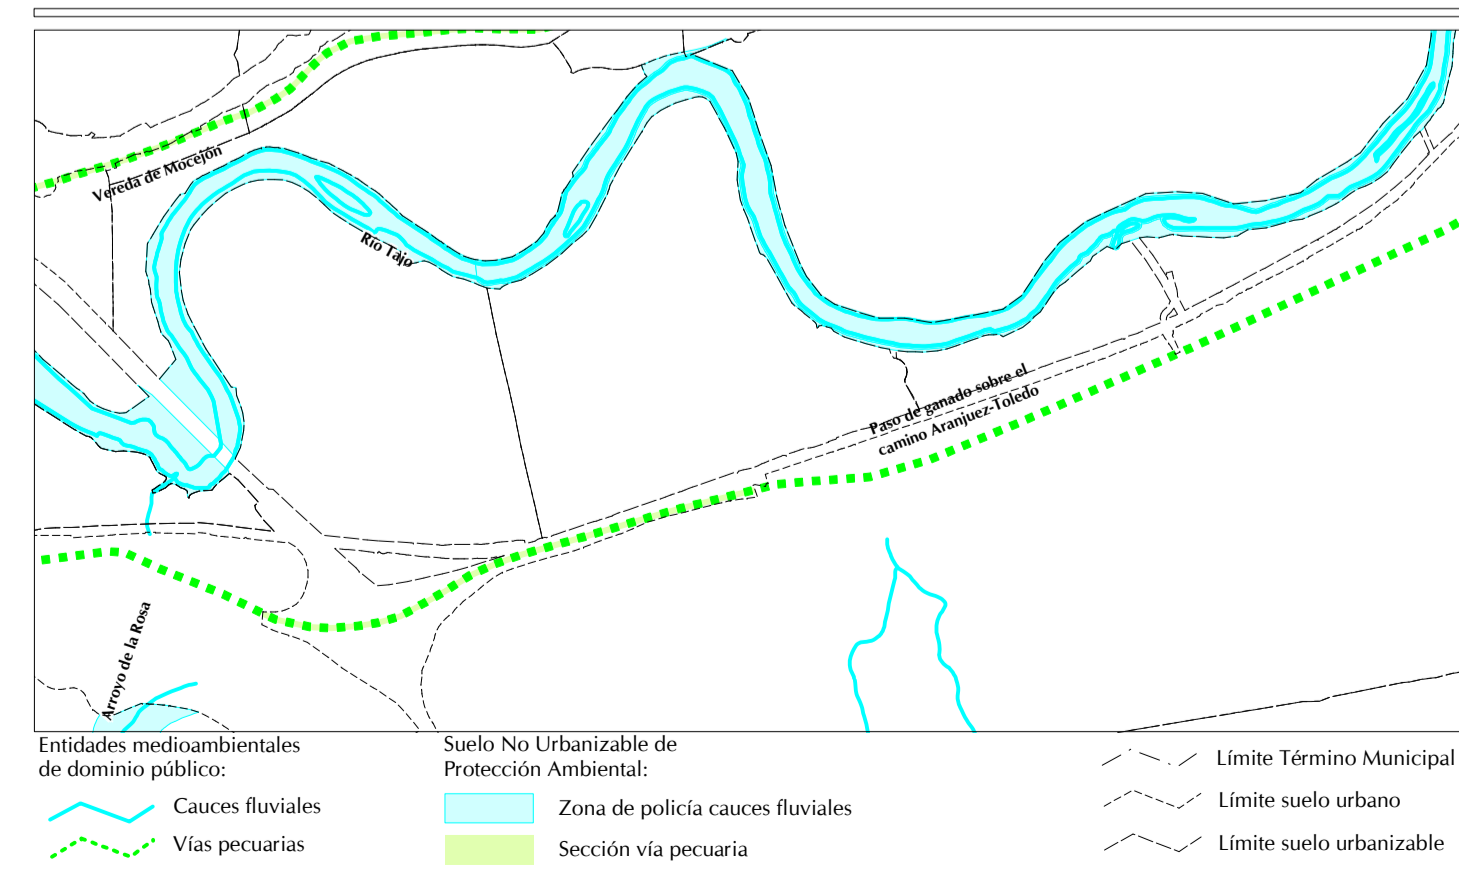 Vereda de Mocejón
Río Tajo
Paso de ganado sobre el
camino Aranjuez-Toledo
Arroyo de la Rosa
Entidades medioambientales
de dominio público:
Cauces fluviales
Vías pecuarias
Suelo No Urbanizable de
Protección Ambiental:
Zona de policía cauces fluviales
Sección vía pecuaria
Límite Término Municipal
Límite suelo urbano
Límite suelo urbanizable